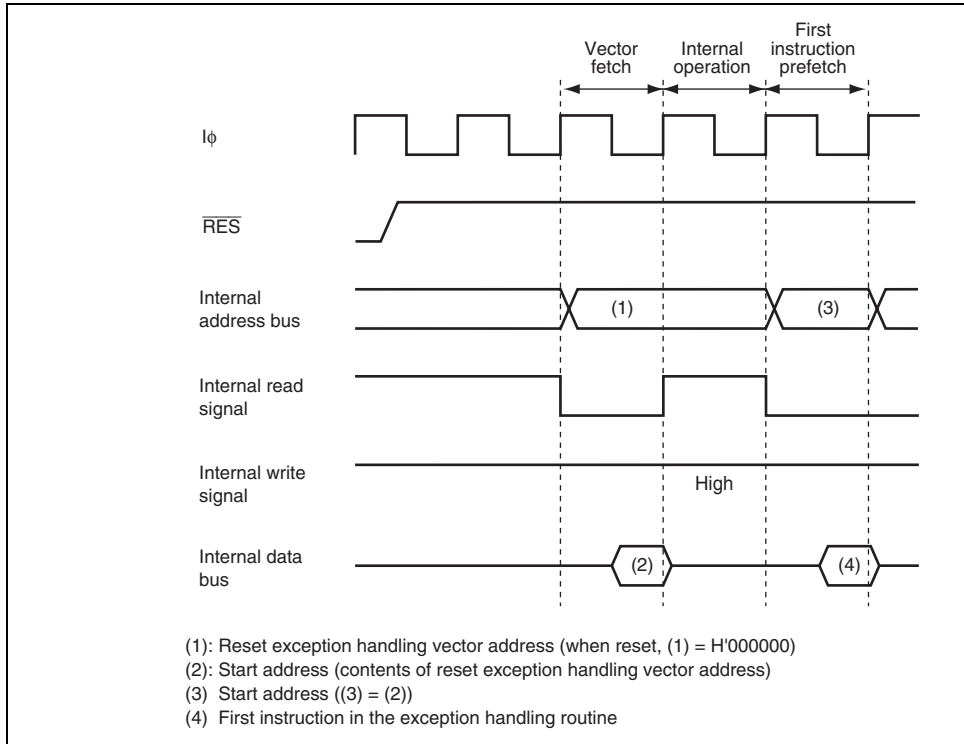 Vector
fetch
Internal
operation
First
instruction
prefetch
Iϕ
R̅E̅S̅
Internal
address bus
(1)
(3)
Internal read
signal
Internal write
signal
High
Internal data
bus
(2)
(4)
(1): Reset exception handling vector address (when reset, (1) = H'000000)
(2): Start address (contents of reset exception handling vector address)
(3) Start address ((3) = (2))
(4) First instruction in the exception handling routine